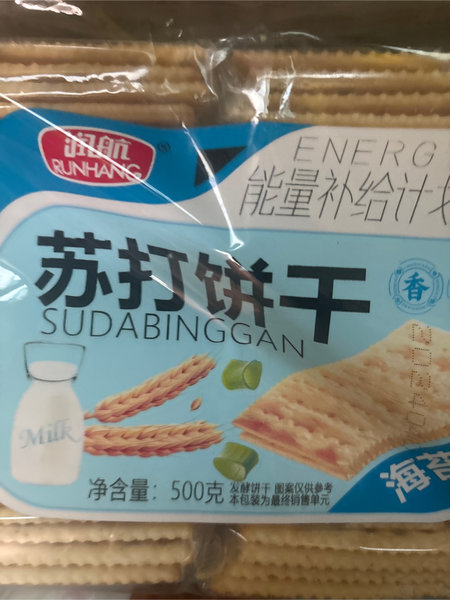 润航
RUNHANG
®
ENERG
能量补给计划
苏打饼干
SUDABINGGAN
香
Milk
净含量： 500克
发酵饼干 图案仅供参考
本包装为最终销售单元
海苔